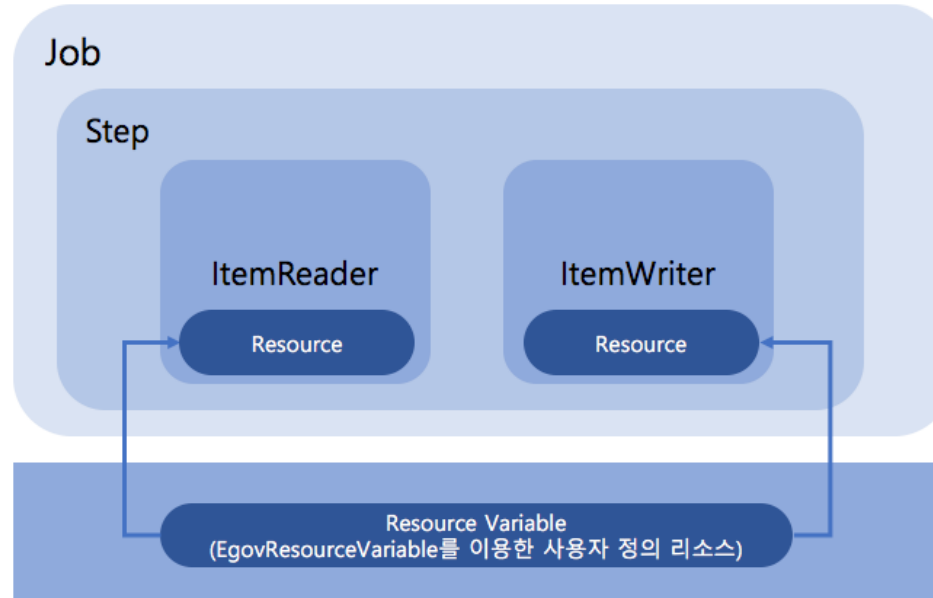 Job
Step
ItemReader
ItemWriter
Resource
Resource
Resource Variable
(EgovResourceVariable를 이용한 사용자 정의 리소스)